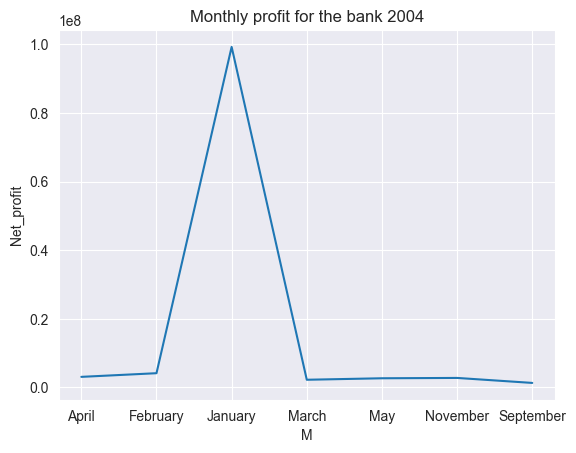 Monthly profit for the bank 2004
1e8
1.0
0.8
0.6
0.4
0.2
0.0
Net_profit
April February January March May November September
M